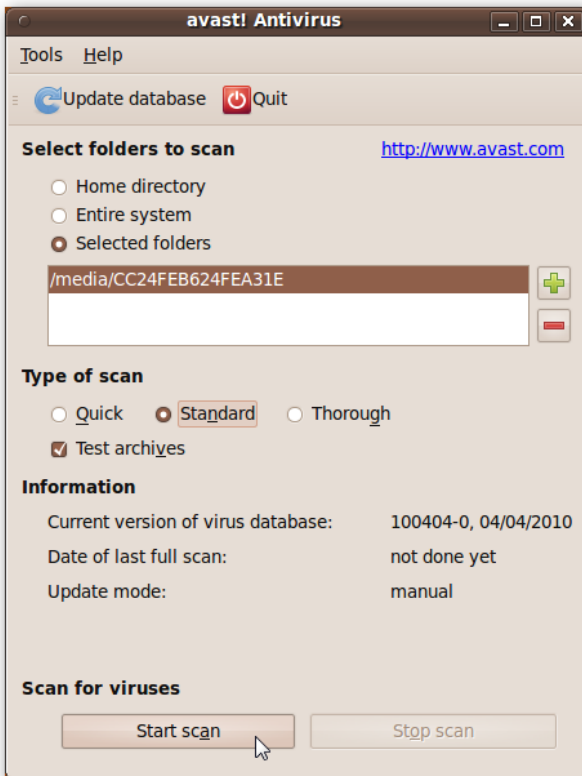 avast! Antivirus
Tools Help
Update database Quit
Select folders to scan http://www.avast.com
Home directory
Entire system
Selected folders
/media/CC24FEB624FEA31E
Type of scan
Quick Standard Thorough
Test archives
Information
Current version of virus database: 100404-0, 04/04/2010
Date of last full scan: not done yet
Update mode: manual
Scan for viruses
Start scan Stop scan